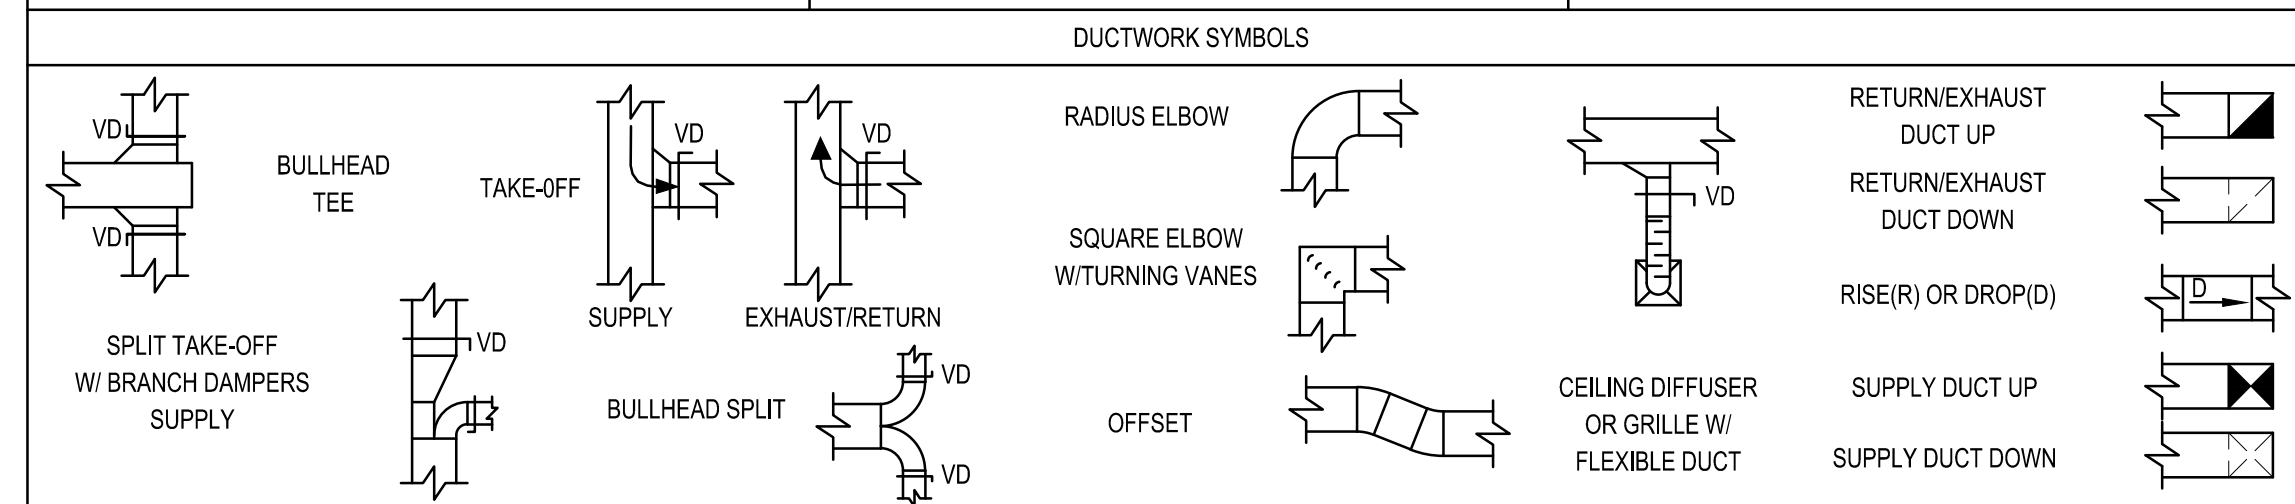 DUCTWORK SYMBOLS
VD
VD
BULLHEAD
TEE
TAKE-0FF
VD
SUPPLY
VD
EXHAUST/RETURN
SPLIT TAKE-OFF
W/ BRANCH DAMPERS
SUPPLY
VD
BULLHEAD SPLIT
VD
VD
RADIUS ELBOW
SQUARE ELBOW
W/TURNING VANES
OFFSET
VD
CEILING DIFFUSER
OR GRILLE W/
FLEXIBLE DUCT
RETURN/EXHAUST
DUCT UP
RETURN/EXHAUST
DUCT DOWN
RISE(R) OR DROP(D)
D
SUPPLY DUCT UP
SUPPLY DUCT DOWN